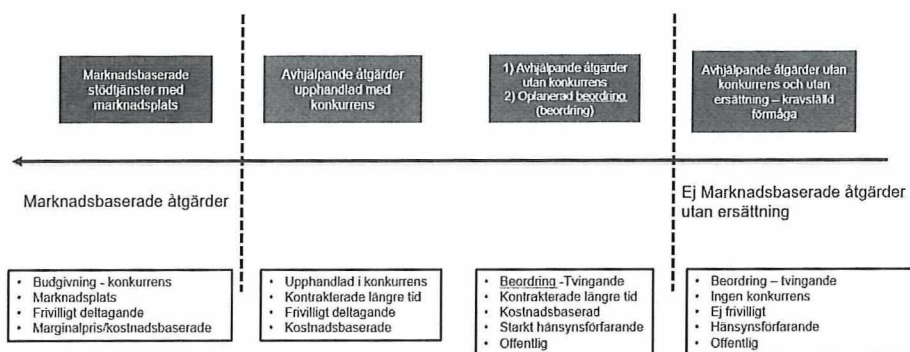 Marknadsbaserade
stödtjänster med
marknadsplats
Avhjälpande åtgärder
upphandlad med
konkurrens
1) Avhjälpande åtgärder
utan konkurrens
2) Oplanerad beordring
(beordring)
Avhjälpande åtgärder utan
konkurrens och utan
ersättning – kravställd
förmåga
Marknadsbaserade åtgärder
Ej Marknadsbaserade åtgärder
utan ersättning
• Budgivning - konkurrens
• Marknadsplats
• Frivilligt deltagande
• Marginalpris/kostnadsbaserade
• Upphandlad i konkurrens
• Kontrakterade längre tid
• Frivilligt deltagande
• Kostnadsbaserade
• Beordring -Tvingande
• Kontrakterade längre tid
• Kostnadsbaserad
• Starkt hänsynsförfarande
• Offentlig
• Beordring – tvingande
• Ingen konkurrens
• Ej frivilligt
• Hänsynsförfarande
• Offentlig